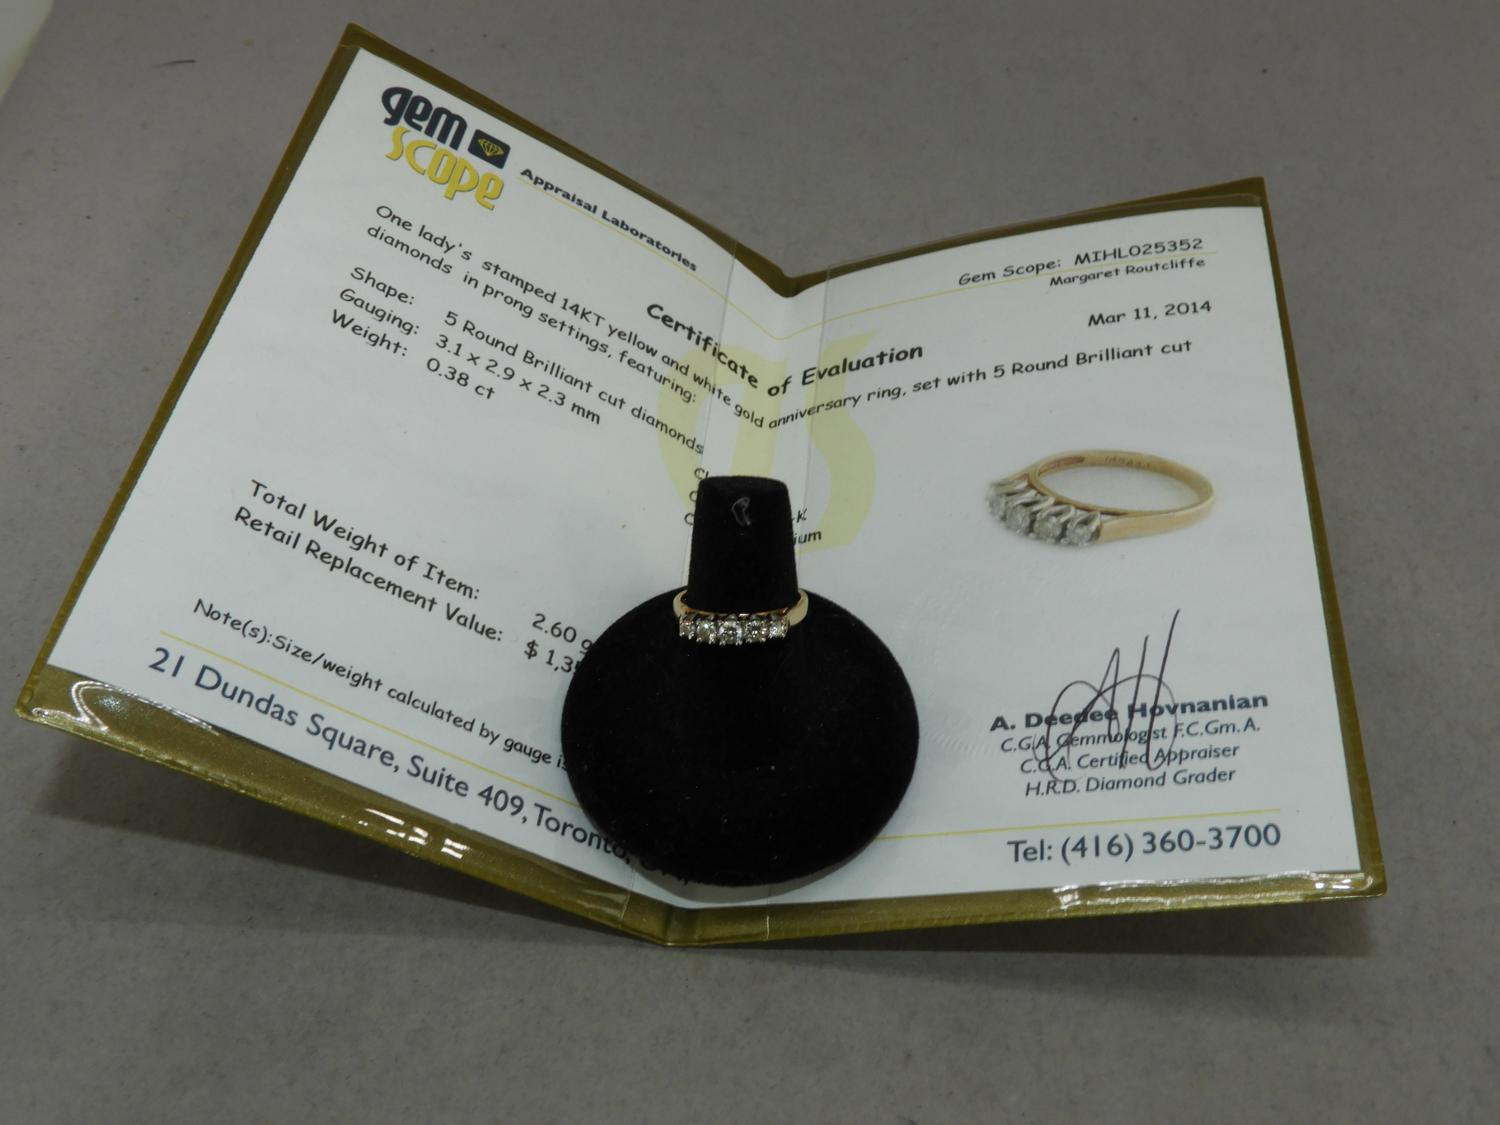 gem
scope
Appraisal Laboratories
Gem Scope: MIHL025352
Margaret Routcliffe
Mar 11, 2014
Certificate of Evaluation
One lady's stamped 14KT yellow and white gold anniversary ring, set with 5 Round Brilliant cut
diamonds in prong settings, featuring:
Shape: 5 Round Brilliant cut diamonds
Gauging: 3.1 x 2.9 x 2.3 mm
Weight: 0.38 ct
Total Weight of Item: 2.60 g
Retail Replacement Value: $ 1,3
Note(s):Size/weight calculated by gauge
A. Deedee Hovnanian
C.G.A. Gemmologist F.C.Gm.A.
C.G.A. Certified Appraiser
H.R.D. Diamond Grader
21 Dundas Square, Suite 409, Toronto,
Tel: (416) 360-3700